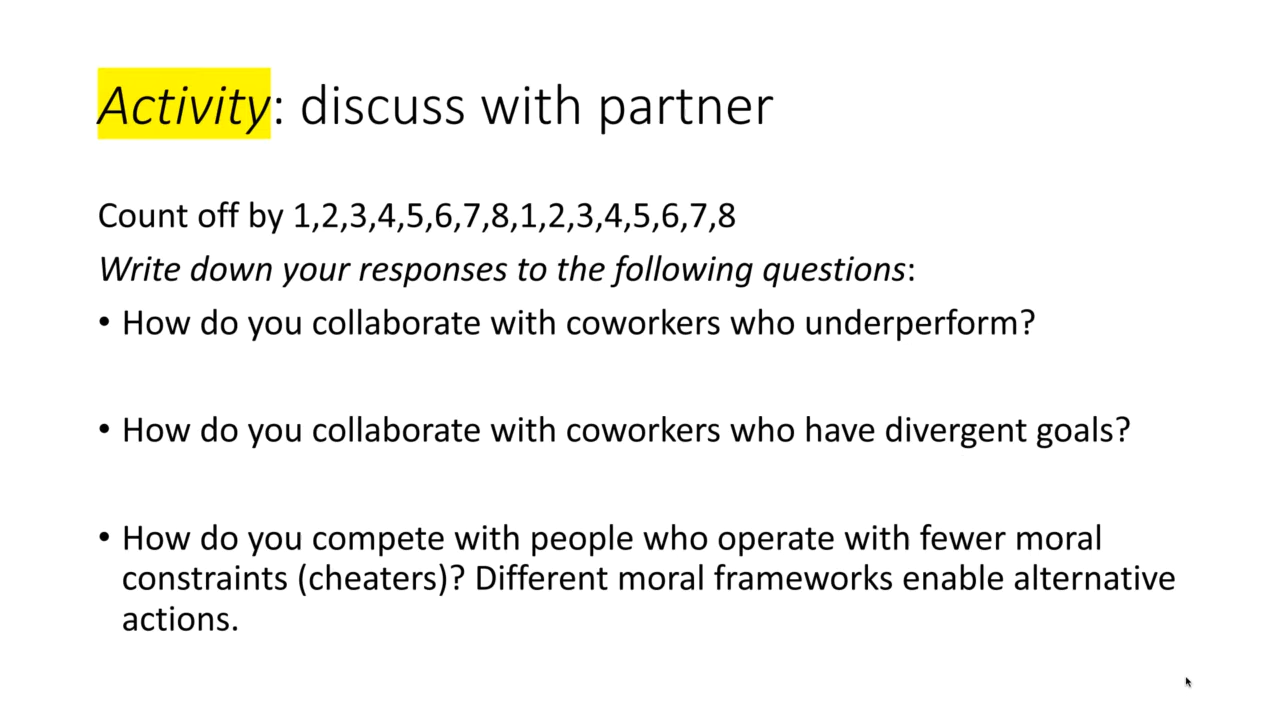 Activity: discuss with partner
Count off by 1,2,3,4,5,6,7,8,1,2,3,4,5,6,7,8
Write down your responses to the following questions:
• How do you collaborate with coworkers who underperform?
• How do you collaborate with coworkers who have divergent goals?
• How do you compete with people who operate with fewer moral
constraints (cheaters)? Different moral frameworks enable alternative
actions.